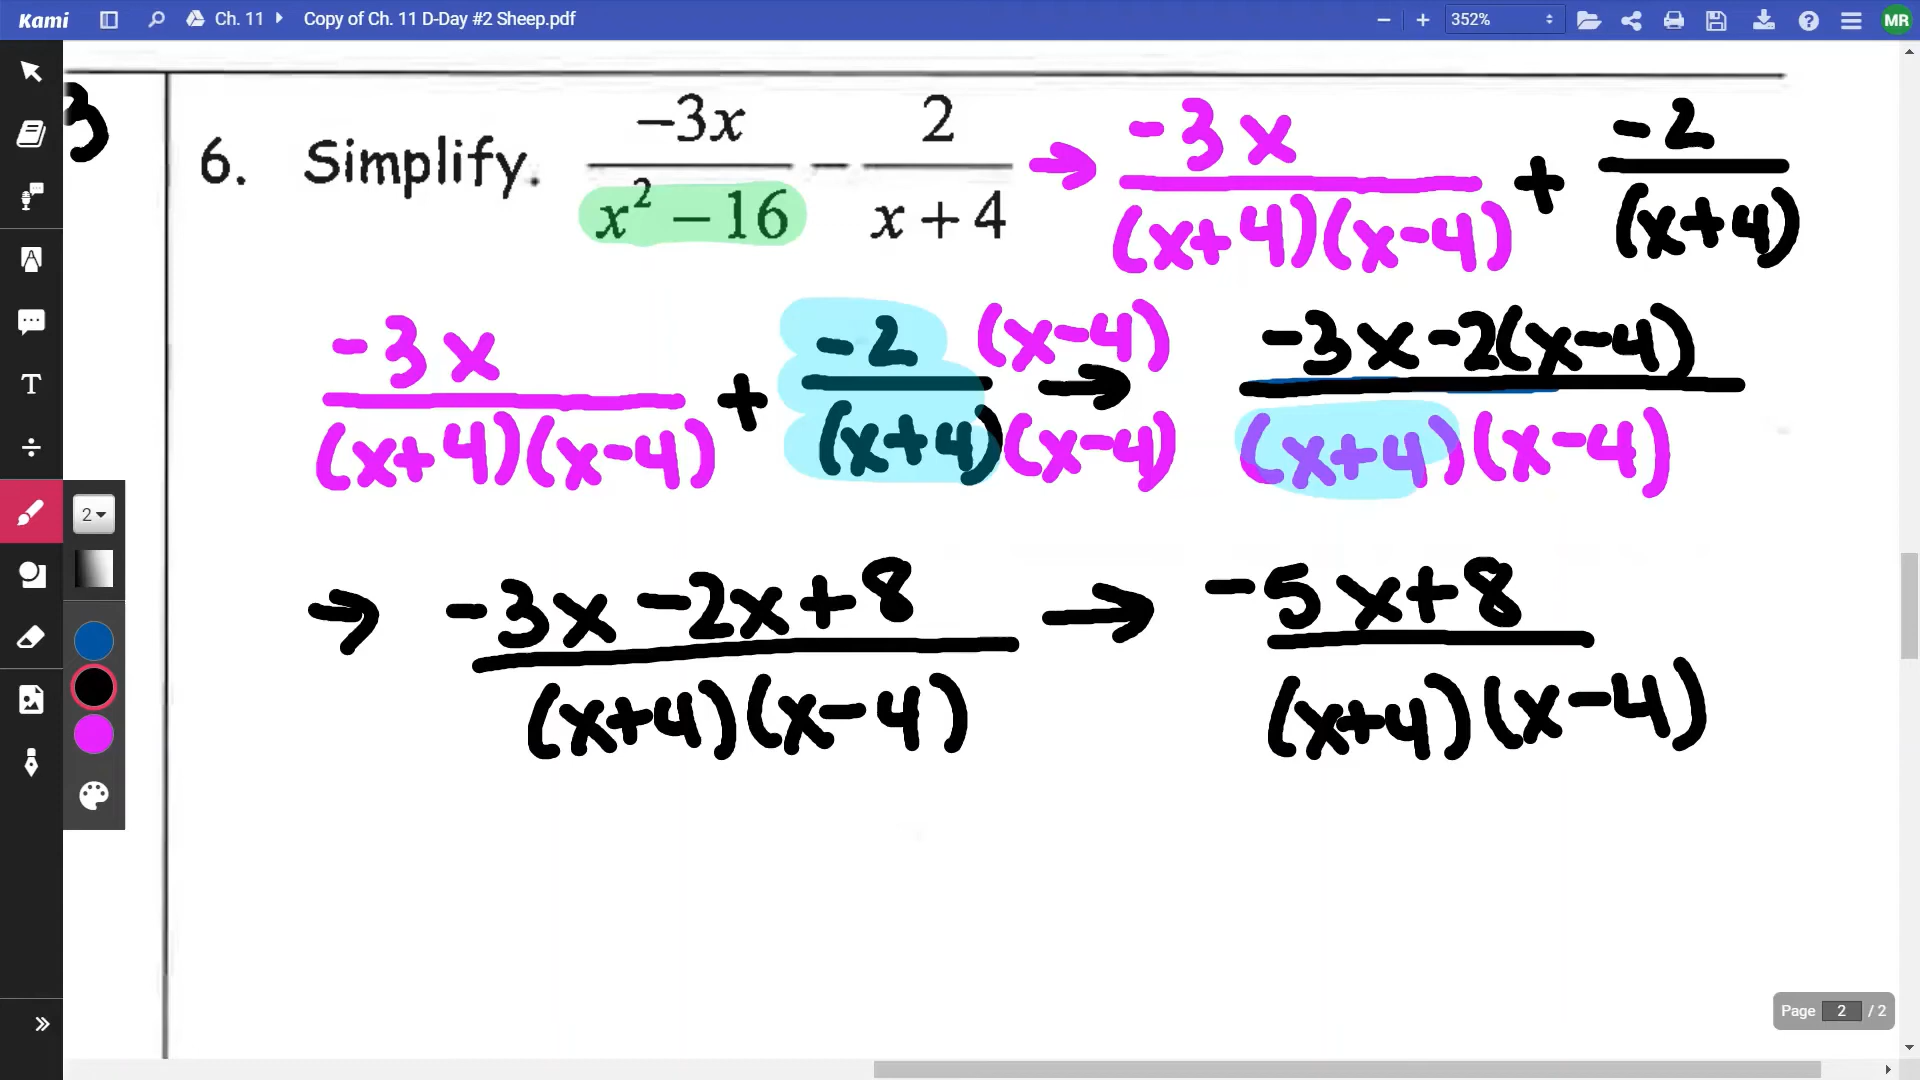 Kami Ch. 11 Copy of Ch. 11 D-Day #2 Sheep.pdf − + 352% MR
3
6. Simplify. -3x/(x² − 16) − 2/(x + 4) → -3x/((x+4)(x-4)) + -2/(x+4)
-3x/((x+4)(x-4)) + -2(x-4)/((x+4)(x-4)) → -3x-2(x-4)/((x+4)(x-4))
2
→ -3x-2x+8/((x+4)(x-4)) → -5x+8/((x+4)(x-4))
Page 2 / 2